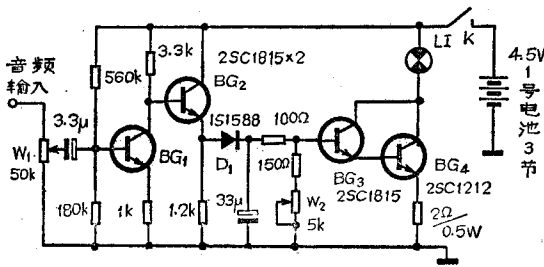 音频
输入
W1
50k
3.3μ
560k
180k
3.3k
BG1
1k
2SC1815×2
BG2
1.2k
1S1588
D1
33μ
100Ω
150Ω
W2
5k
BG3
2SC1815
BG4
2SC1212
2Ω/0.5W
LI
K
4.5V
1号电池3节